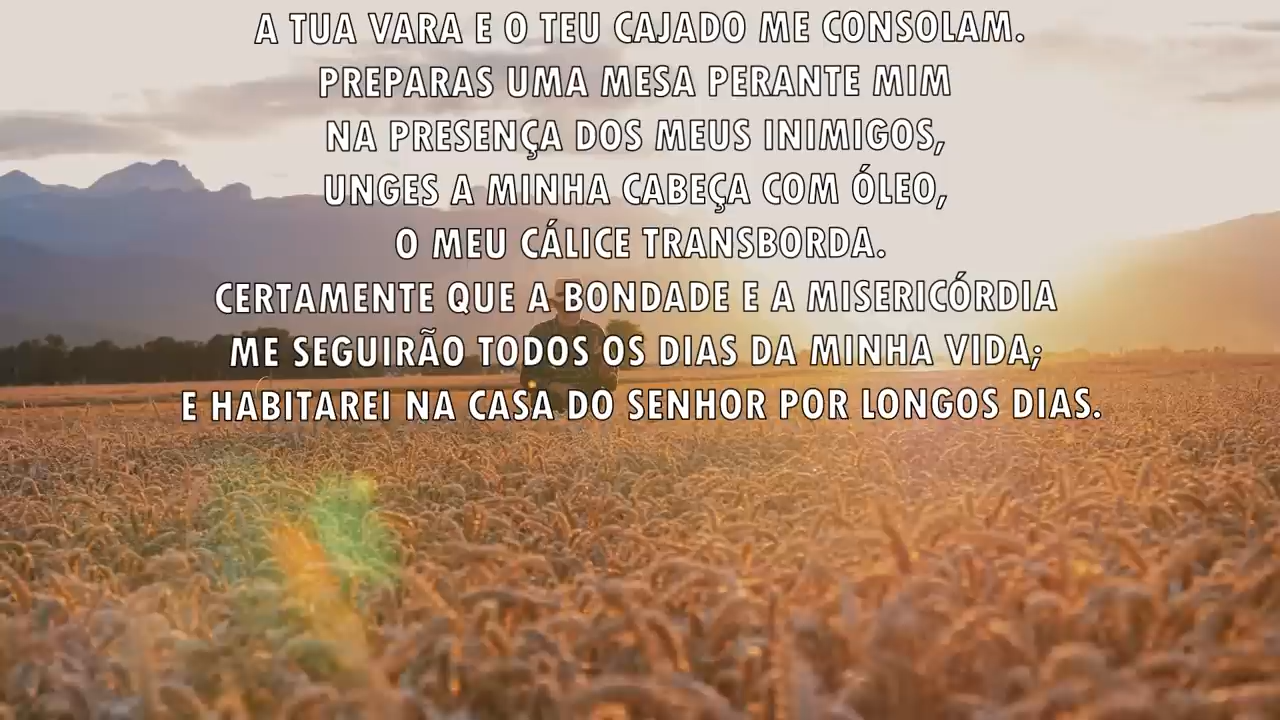 A TUA VARA E O TEU CAJADO ME CONSOLAM.
PREPARAS UMA MESA PERANTE MIM
NA PRESENÇA DOS MEUS INIMIGOS,
UNGES A MINHA CABEÇA COM ÓLEO,
O MEU CÁLICE TRANSBORDA.
CERTAMENTE QUE A BONDADE E A MISERICÓRDIA
ME SEGUIRÃO TODOS OS DIAS DA MINHA VIDA;
E HABITAREI NA CASA DO SENHOR POR LONGOS DIAS.